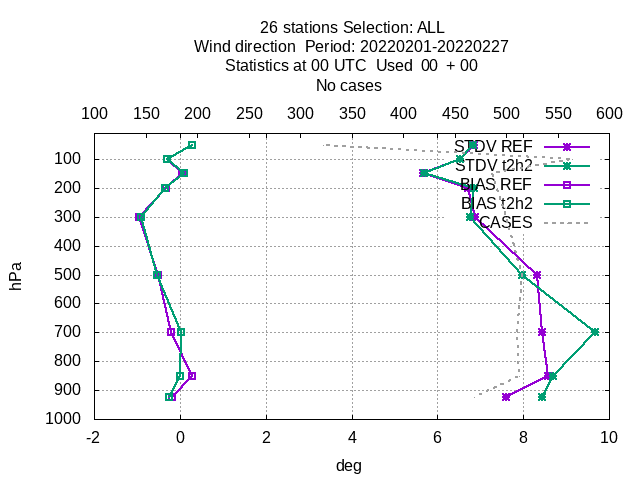 26 stations Selection: ALL
Wind direction  Period: 20220201-20220227
Statistics at 00 UTC  Used  00  + 00
No cases
100 150 200 250 300 350 400 450 500 550 600
STDV REF
STDV t2h2
BIAS REF
BIAS t2h2
CASES
100
200
300
400
500
600
700
800
900
1000
hPa
-2 0 2 4 6 8 10
deg